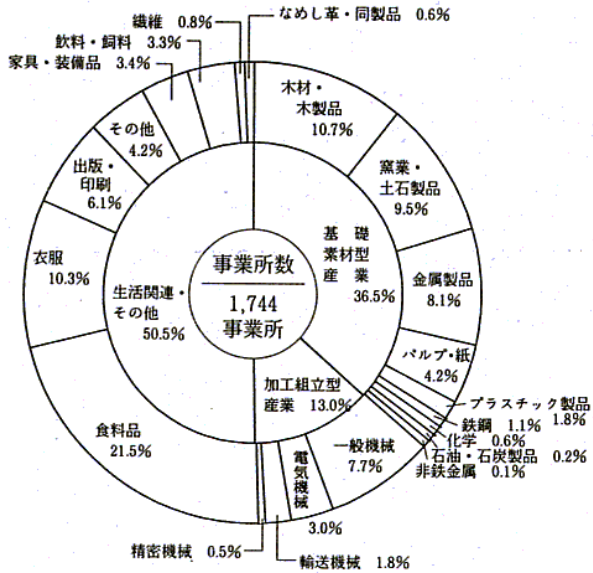 繊維 0.8%
なめし革・同製品 0.6%
飲料・飼料 3.3%
家具・装備品 3.4%
その他
4.2%
出版・
印刷
6.1%
衣服
10.3%
食料品
21.5%
木材・
木製品
10.7%
窯業・
土石製品
9.5%
金属製品
8.1%
パルプ・紙
4.2%
プラスチック製品
1.8%
鉄鋼 1.1%
化学 0.6%
石油・石炭製品 0.2%
非鉄金属 0.1%
一般機械
7.7%
電気機械
3.0%
輸送機械 1.8%
精密機械 0.5%
基礎
素材型
産業
36.5%
生活関連・
その他
50.5%
加工組立型
産業 13.0%
事業所数
1,744
事業所